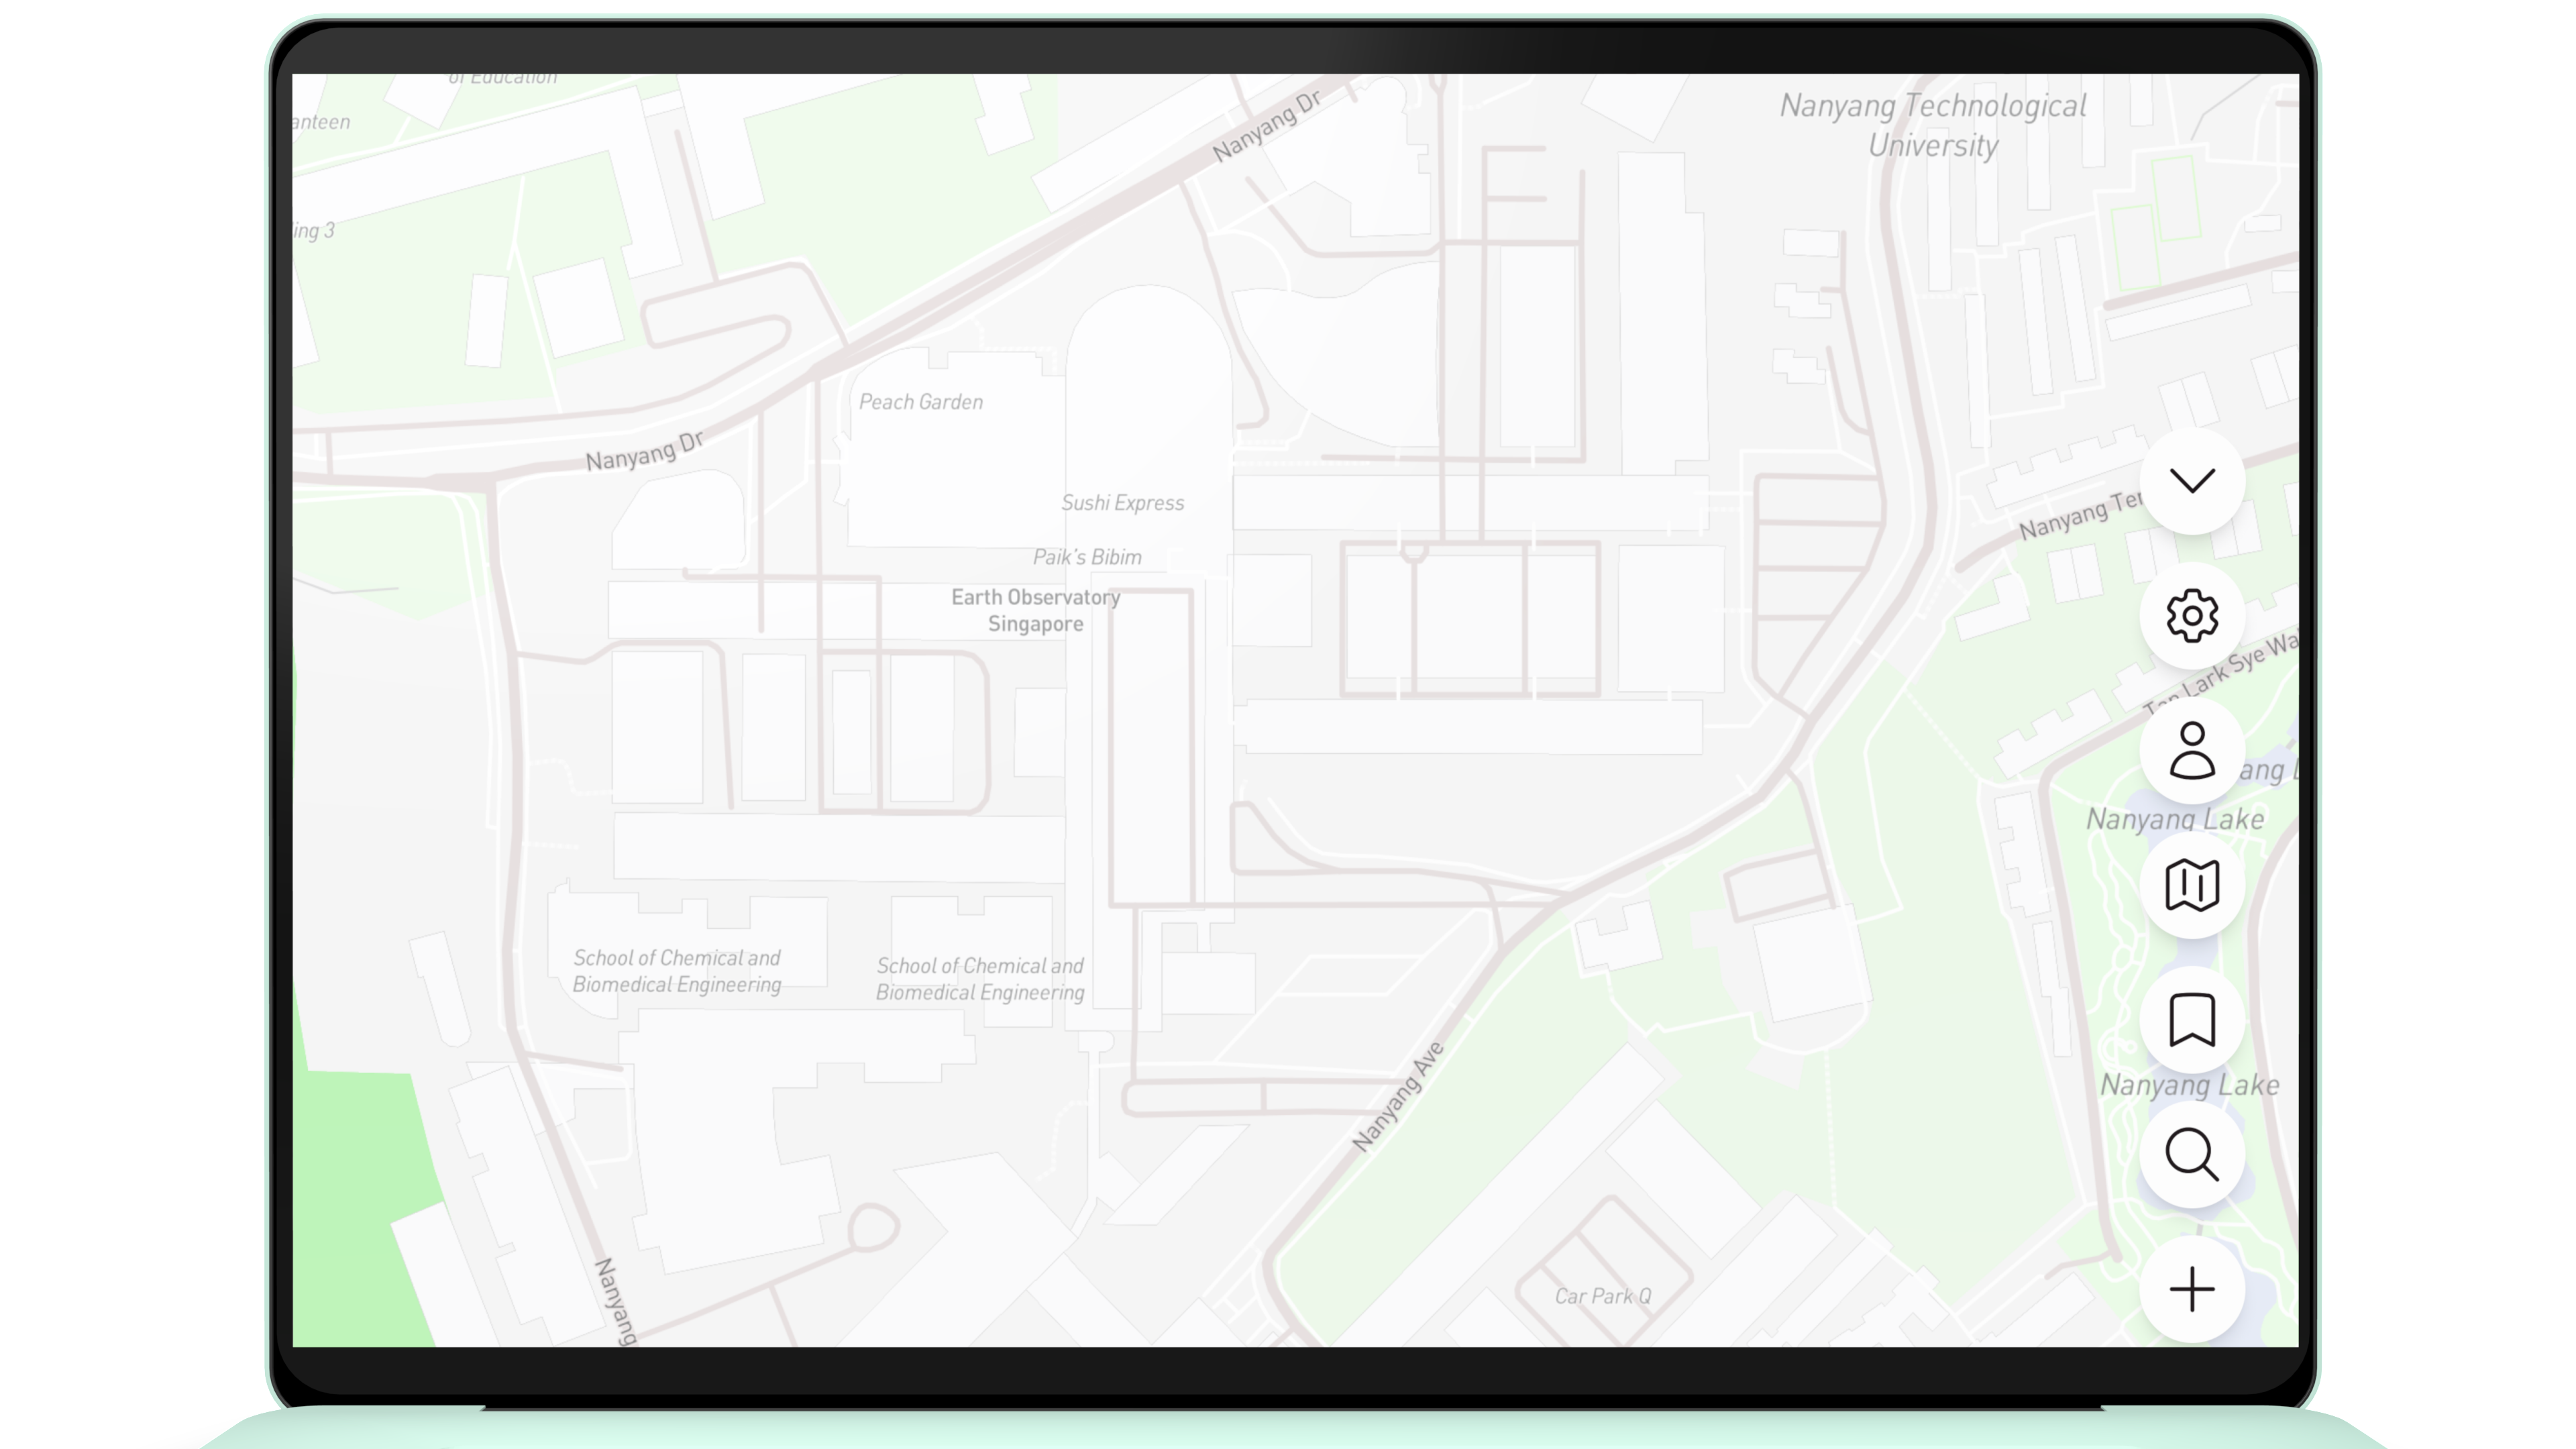 of Education
anteen
Nanyang Dr
Nanyang Technological
University
ing 3
Peach Garden
Nanyang Dr
Sushi Express
Nanyang Ter
Paik's Bibim
Earth Observatory
Singapore
Tan Lark Sye Wa
ang L
Nanyang Lake
School of Chemical and
Biomedical Engineering
School of Chemical and
Biomedical Engineering
Nanyang Ave
Nanyang Lake
Nanyang
Car Park Q